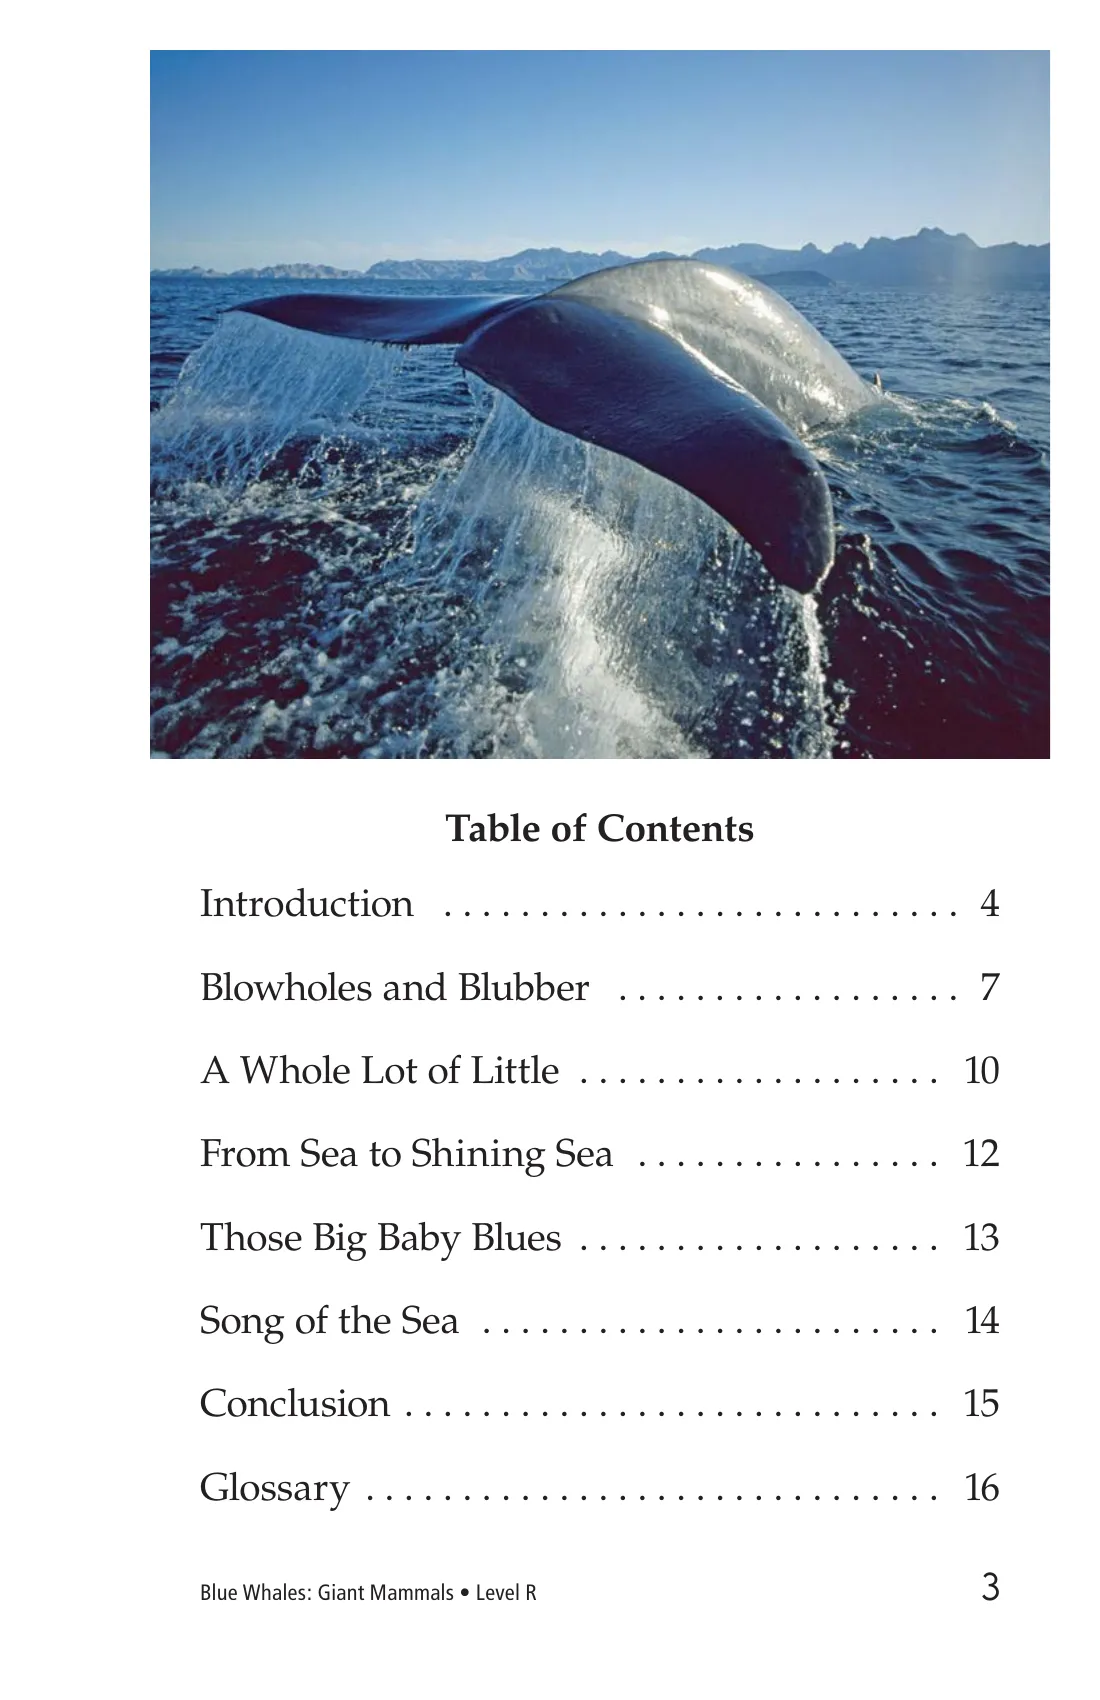 Table of Contents
Introduction . . . . . . . . . . . . . . . . . . . . . . . . . . . 4
Blowholes and Blubber . . . . . . . . . . . . . . . . . . 7
A Whole Lot of Little . . . . . . . . . . . . . . . . . . . 10
From Sea to Shining Sea . . . . . . . . . . . . . . . . 12
Those Big Baby Blues . . . . . . . . . . . . . . . . . . . 13
Song of the Sea . . . . . . . . . . . . . . . . . . . . . . . . 14
Conclusion . . . . . . . . . . . . . . . . . . . . . . . . . . . . 15
Glossary . . . . . . . . . . . . . . . . . . . . . . . . . . . . . . 16
Blue Whales: Giant Mammals • Level R 3